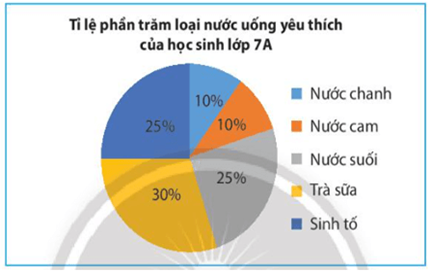 Tỉ lệ phần trăm loại nước uống yêu thích
của học sinh lớp 7A
10%
10%
25%
25%
30%
Nước chanh
Nước cam
Nước suối
Trà sữa
Sinh tố